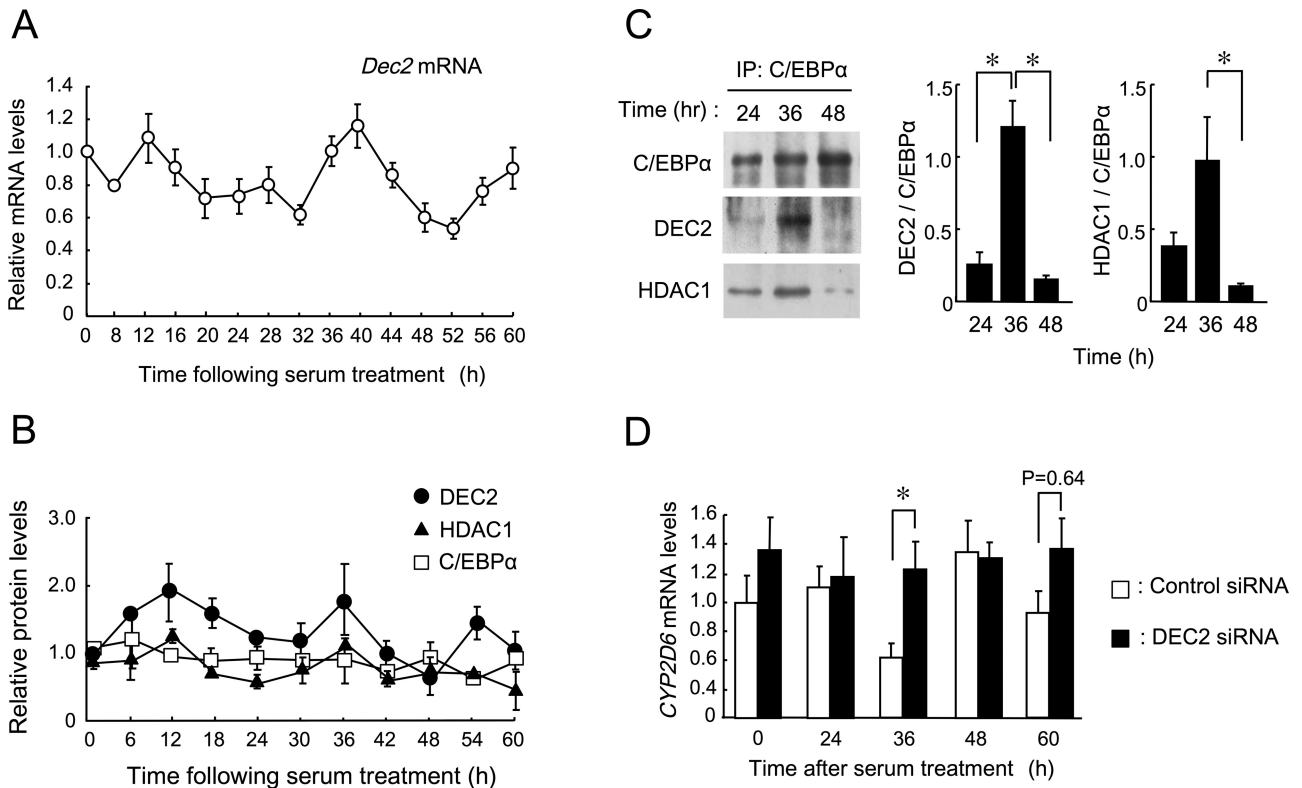 A
Dec2 mRNA
Relative mRNA levels
1.4
1.2
1.0
0.8
0.6
0.4
0.2
0
0 8 12 16 20 24 28 32 36 40 44 48 52 56 60
Time following serum treatment (h)
B
DEC2
HDAC1
C/EBPα
Relative protein levels
3.0
2.0
1.0
0
0 6 12 18 24 30 36 42 48 54 60
Time following serum treatment (h)
C
IP: C/EBPα
Time (hr) : 24 36 48
C/EBPα
DEC2
HDAC1
DEC2 / C/EBPα
1.5
1.0
0.5
0
* *
24 36 48
HDAC1 / C/EBPα
1.5
1.0
0.5
0
*
24 36 48
Time (h)
D
CYP2D6 mRNA levels
1.6
1.4
1.2
1.0
0.8
0.6
0.4
0
*
P=0.64
0 24 36 48 60
Time after serum treatment (h)
: Control siRNA
: DEC2 siRNA